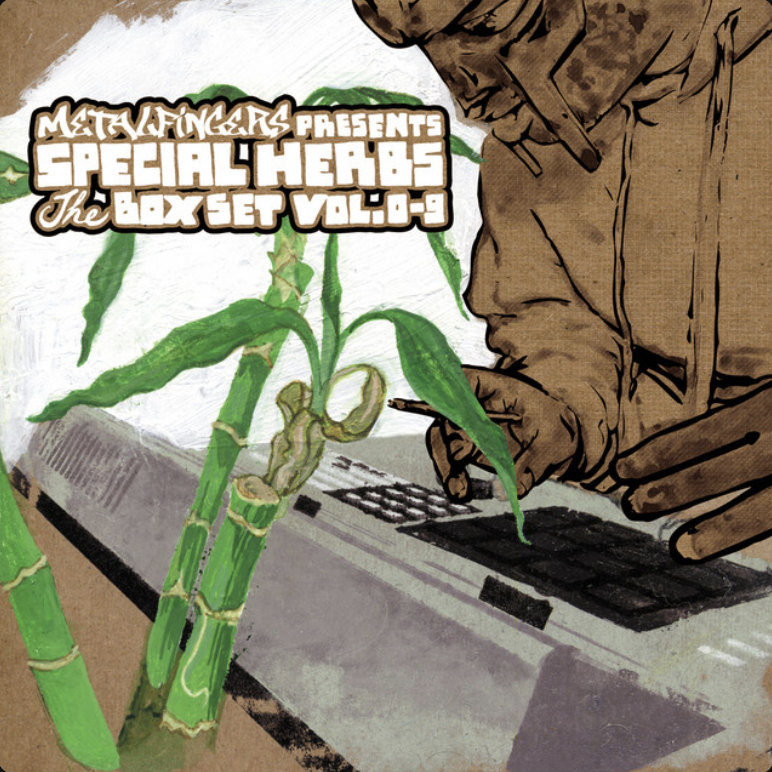 METALFiNGERS PRESENTS
SPECIAL HERBS
The BOX SET VOL. 0-9